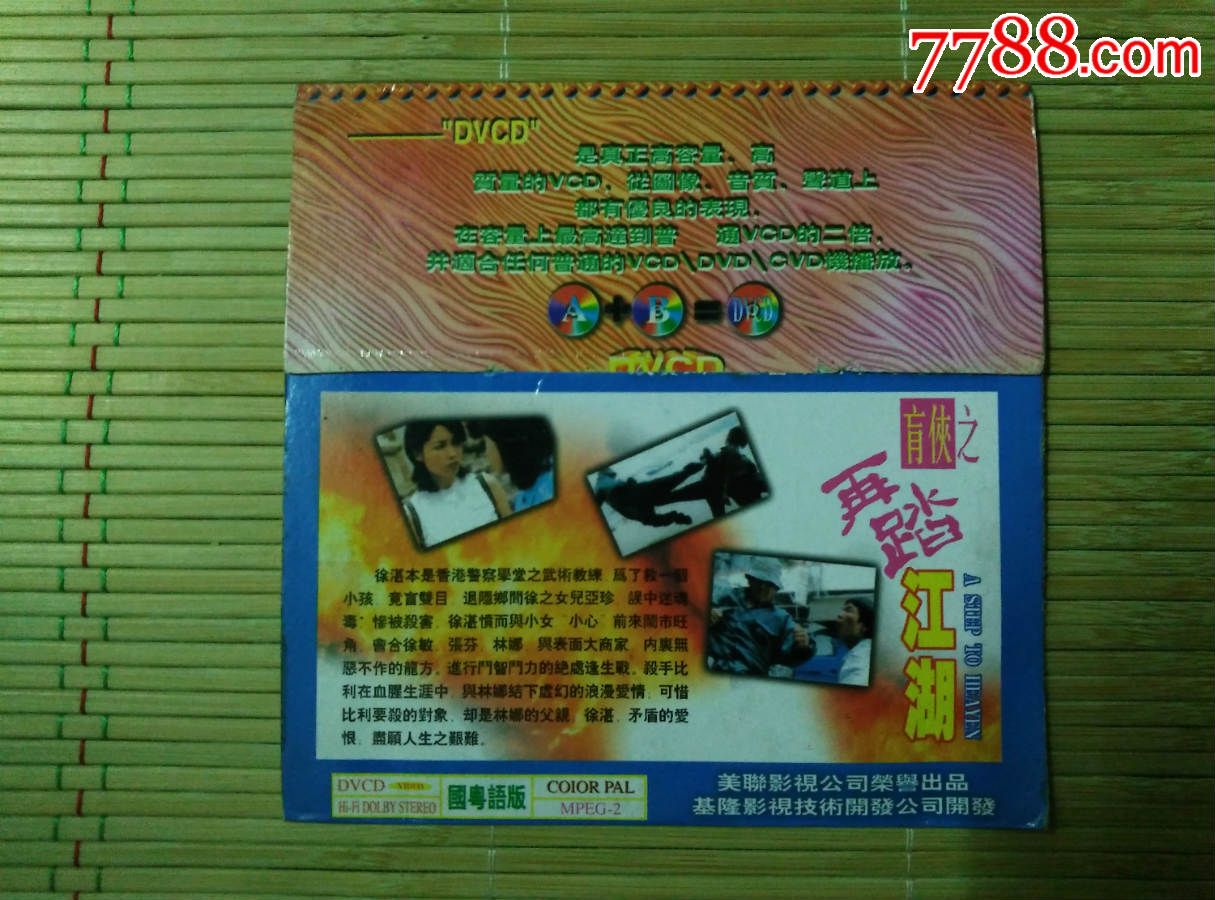 7788.com
"DVCD"
是真正高容量、高
質量的VCD，從圖像、音質、聲道上
都有優良的表現，
在容量上最高達到普 通VCD的二倍，
并適合任何普通的VCD\DVD\CVD機播放。
A+B=
DVCD
盲俠之
再踏
江湖
A STEP TO HEAVEN
徐湛本是香港警察學堂之武術教練 爲了救一個
小孩，竟盲雙目，退隱鄉間徐之女兒亞珍，誤中迷魂
毒"慘被殺害，徐湛憤而與小女"小心"前來鬧市旺
角，會合徐敏，張芬，林娜，與表面大商家，内裏無
惡不作的龍方。進行鬥智鬥力的絶處逢生戰。殺手比
利在血腥生涯中，與林娜結下虛幻的浪漫愛情，可惜
比利要殺的對象，却是林娜的父親，徐湛，矛盾的愛
恨，盡願人生之艱難。
DVCD VIDEO
Hi-Fi DOLBY STEREO
國粵語版
COIOR PAL
MPEG-2
美聯影視公司榮譽出品
基隆影視技術開發公司開發